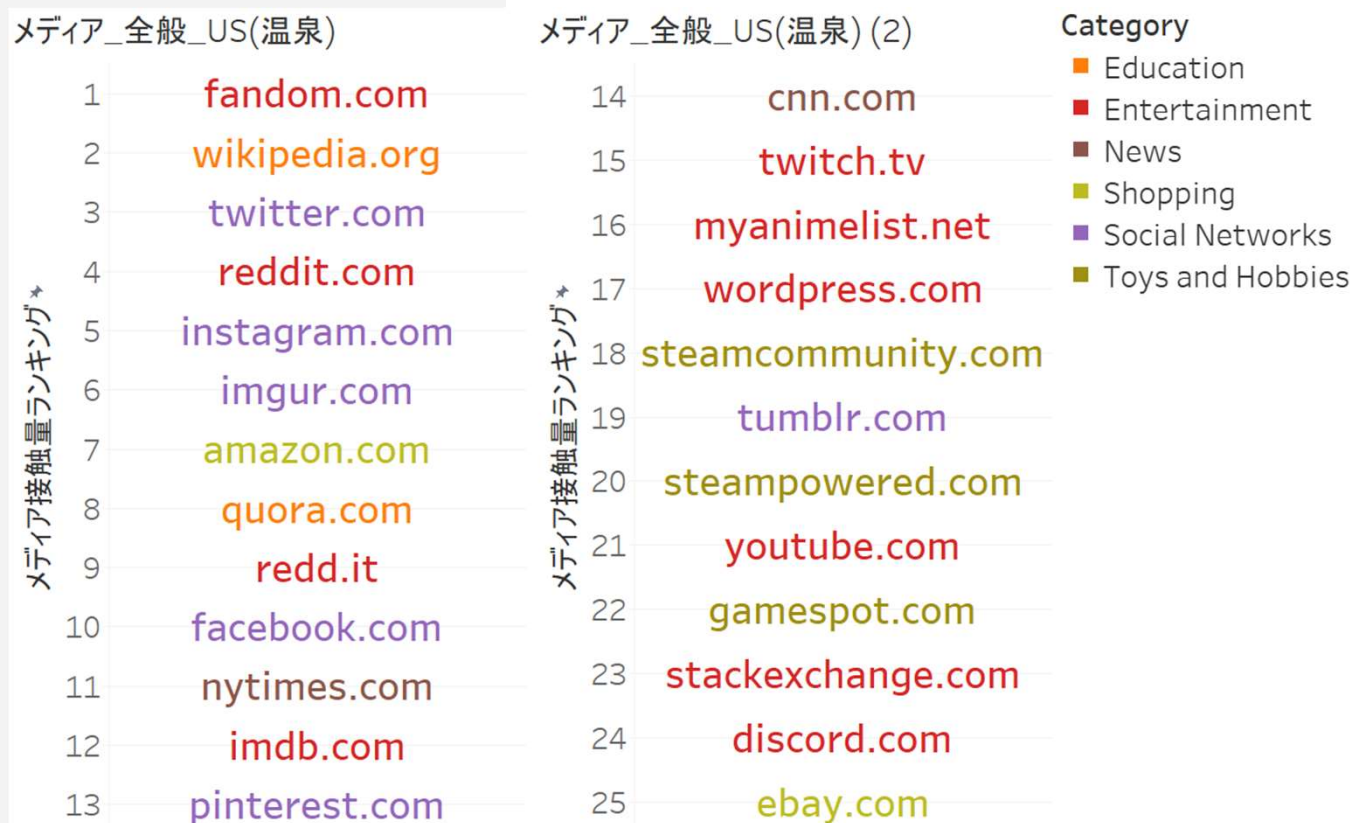 メディア_全般_US(温泉)
メディア接触量ランキング
1 fandom.com
2 wikipedia.org
3 twitter.com
4 reddit.com
5 instagram.com
6 imgur.com
7 amazon.com
8 quora.com
9 redd.it
10 facebook.com
11 nytimes.com
12 imdb.com
13 pinterest.com
メディア_全般_US(温泉) (2)
メディア接触量ランキング
14 cnn.com
15 twitch.tv
16 myanimelist.net
17 wordpress.com
18 steamcommunity.com
19 tumblr.com
20 steampowered.com
21 youtube.com
22 gamespot.com
23 stackexchange.com
24 discord.com
25 ebay.com
Category
Education
Entertainment
News
Shopping
Social Networks
Toys and Hobbies